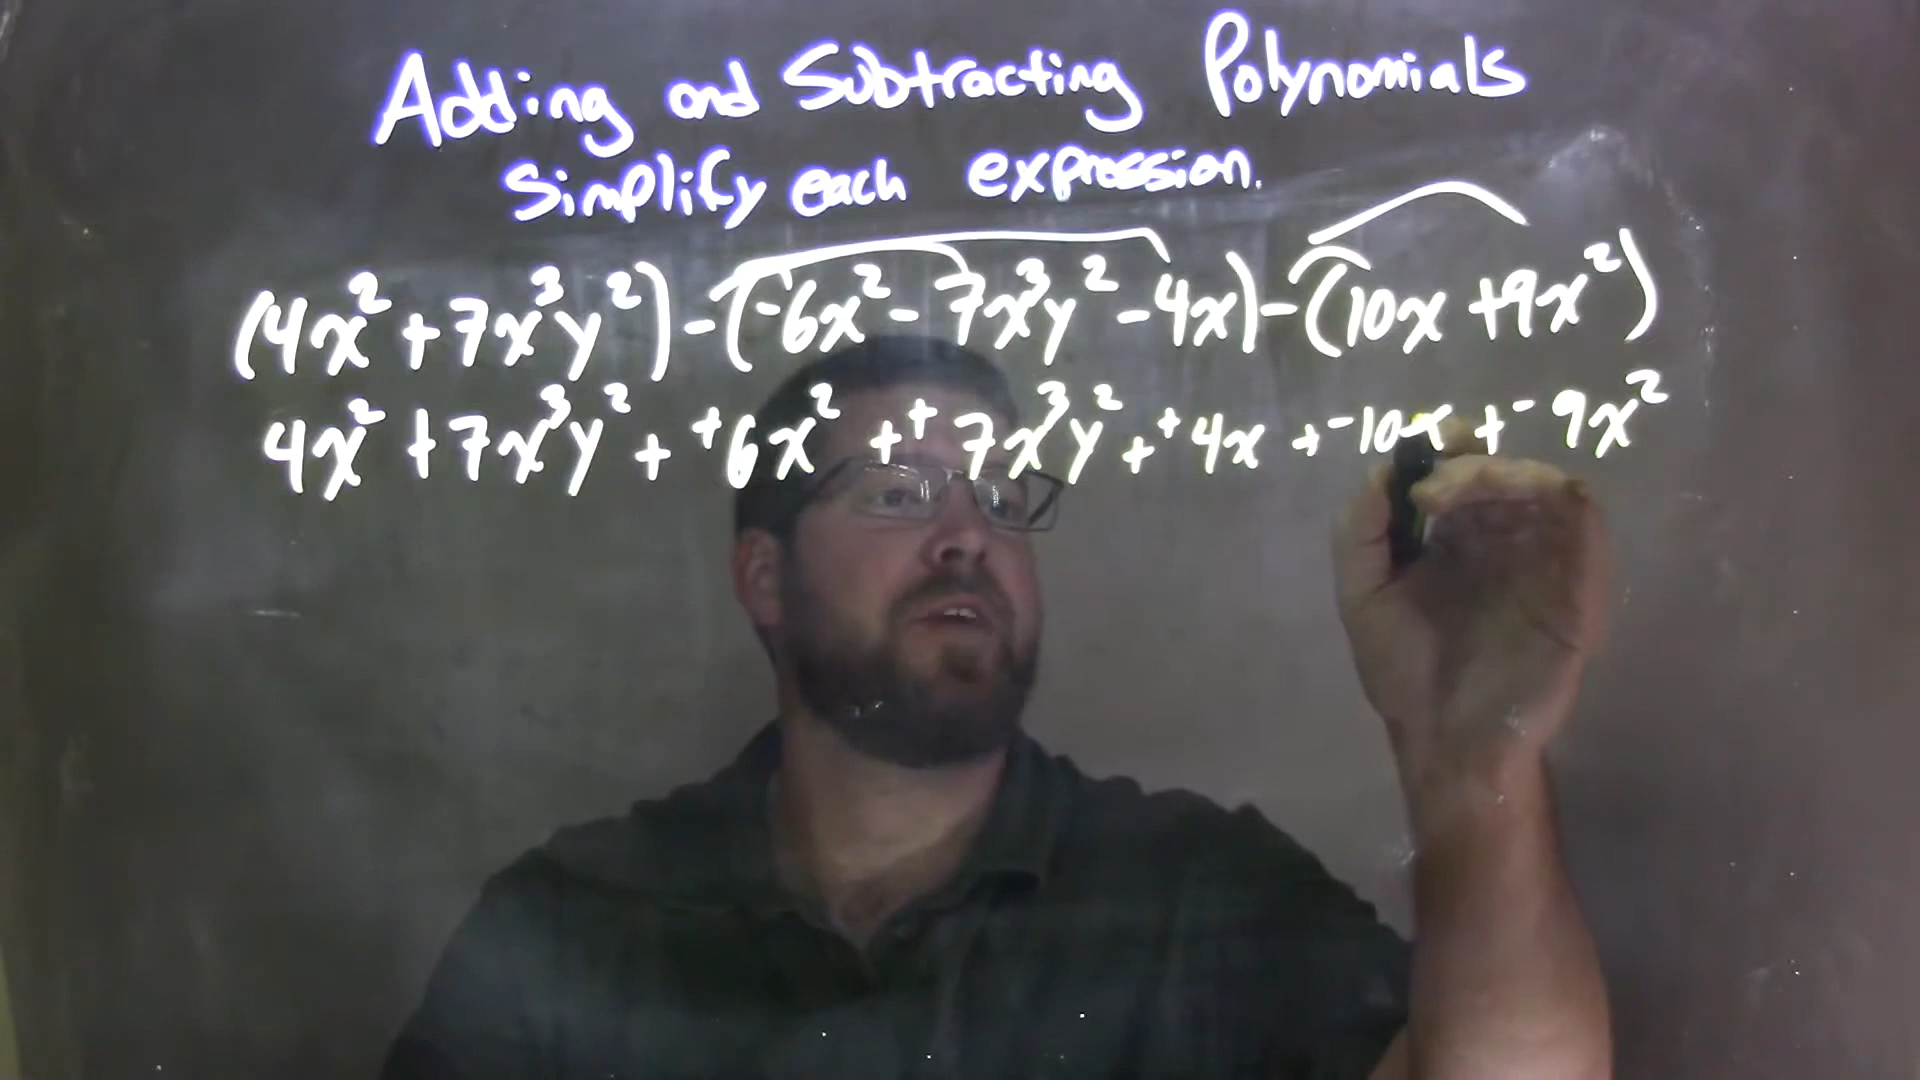 Adding and Subtracting Polynomials
Simplify each expression.
(4x²+7x³y²)-(-6x²-7x³y²-4x)-(10x+9x²)
4x²+7x³y²++6x²++7x³y²++4x+-10x+-9x²